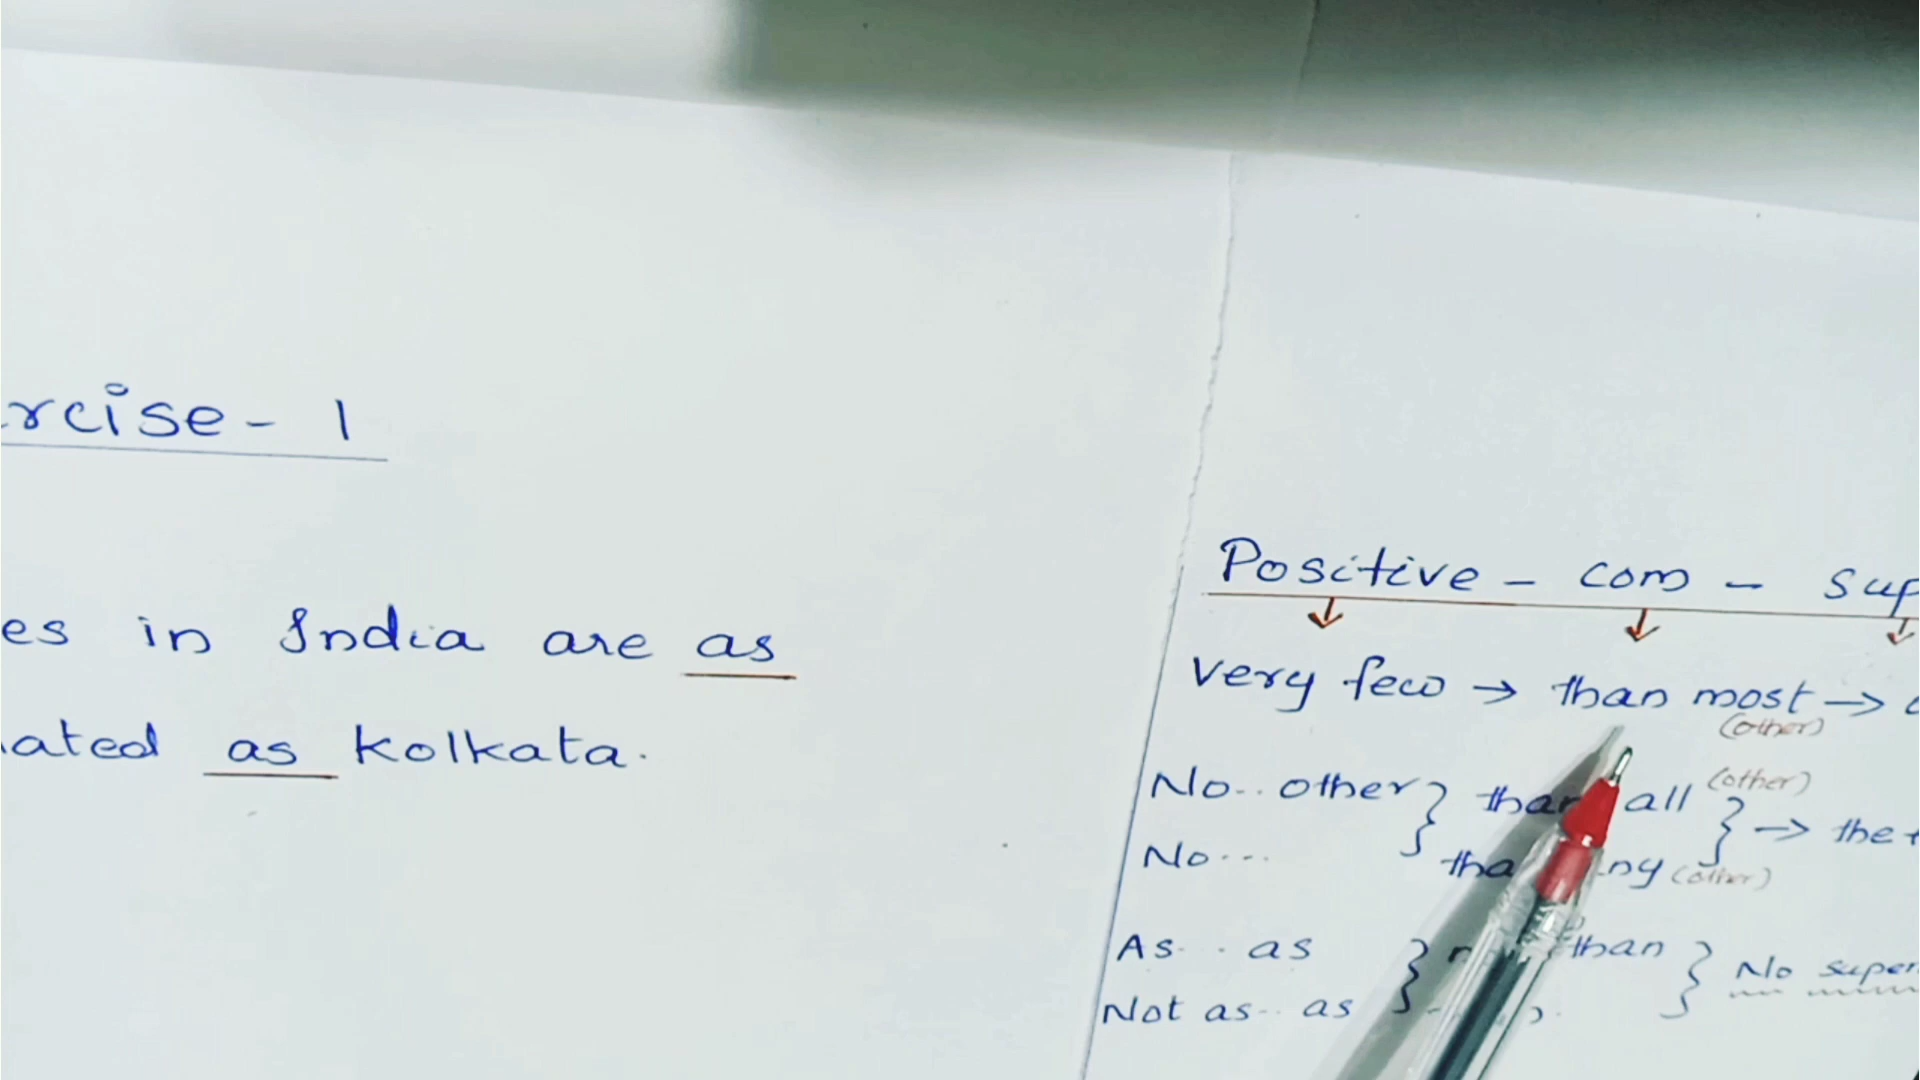 rcise - 1
es in India are as
ated as Kolkata.
Positive - com - sup
Very few → than most →
(other)
No.. other } than all (other) } → the
No... than any (other)
As... as } than } No super
Not as.. as